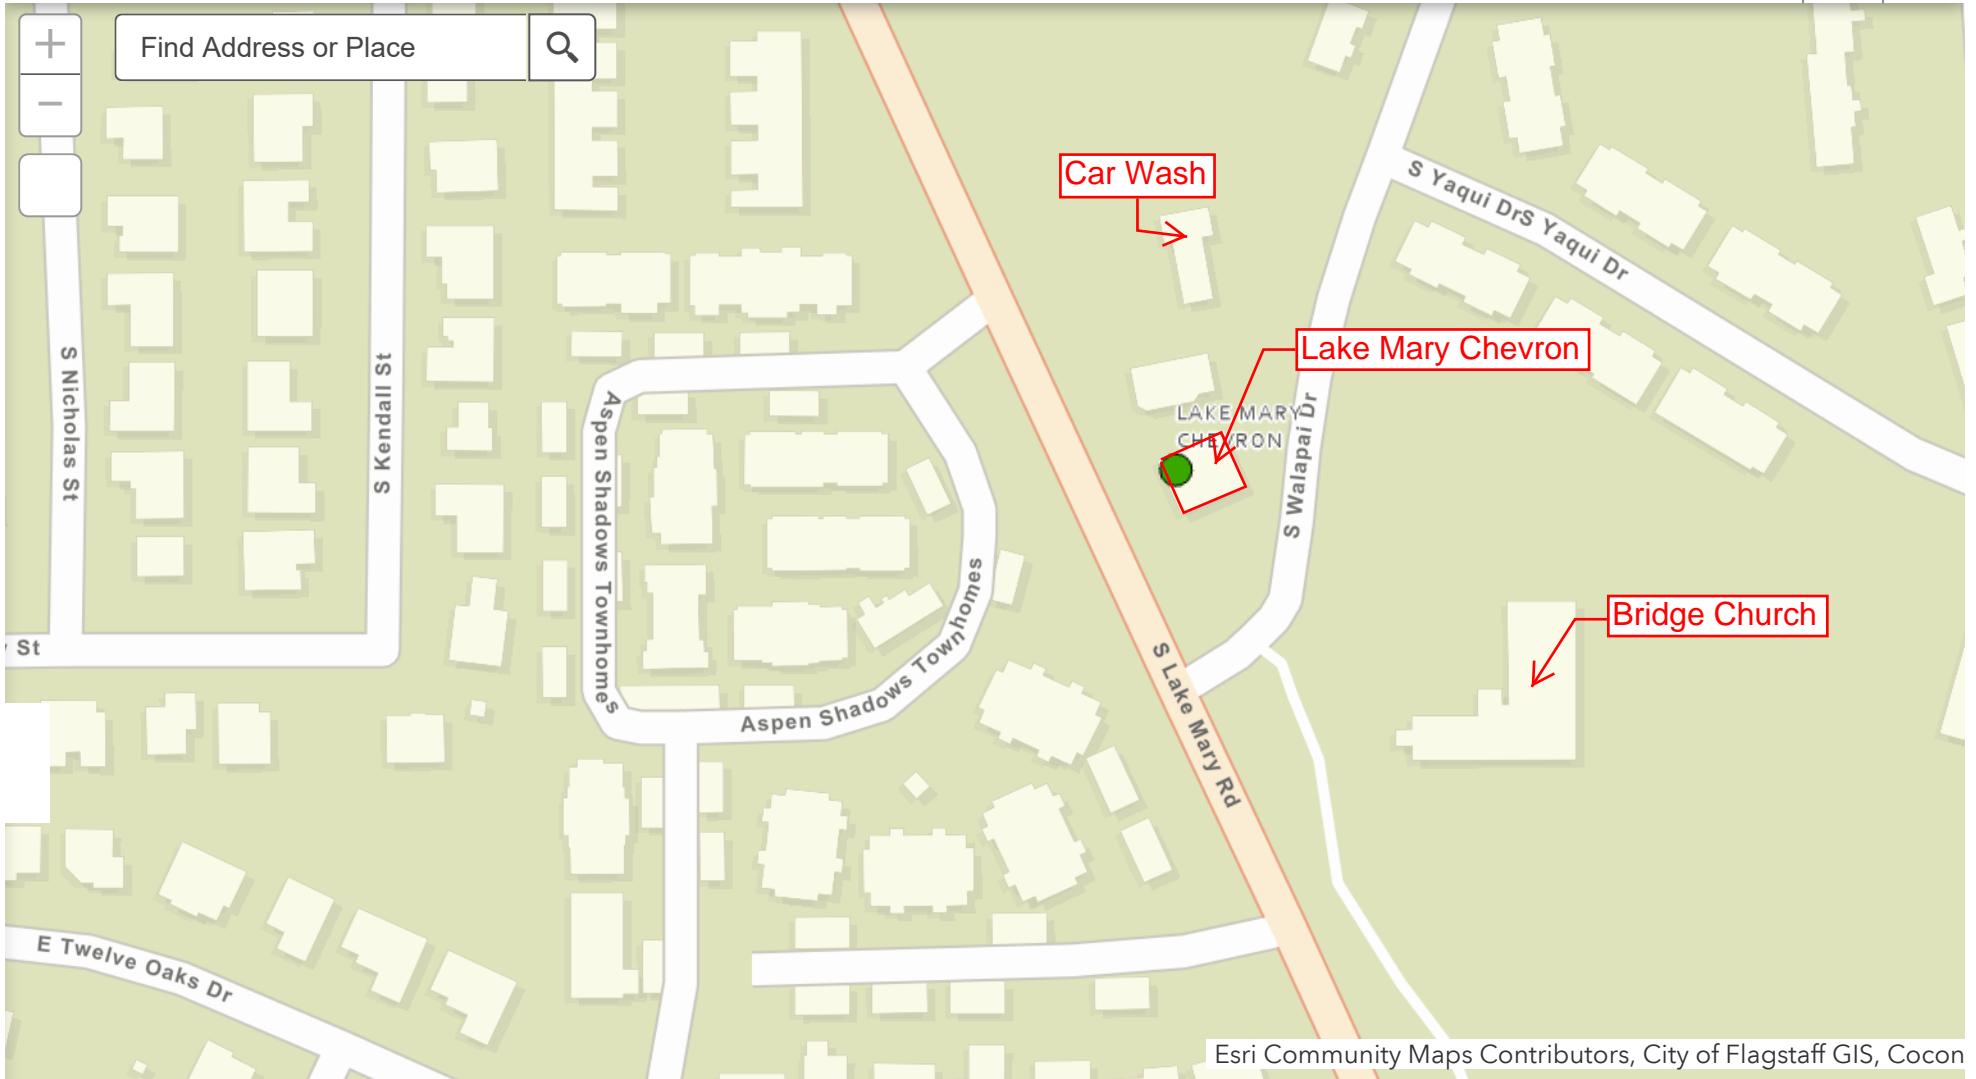 Find Address or Place
Car Wash
S Yaqui Dr
S Yaqui Dr
Lake Mary Chevron
LAKE MARY
CHEVRON
S Walapai Dr
S Nicholas St
S Kendall St
Aspen Shadows Townhomes
Aspen Shadows Townhomes
S Lake Mary Rd
Bridge Church
St
E Twelve Oaks Dr
Esri Community Maps Contributors, City of Flagstaff GIS, Cocon